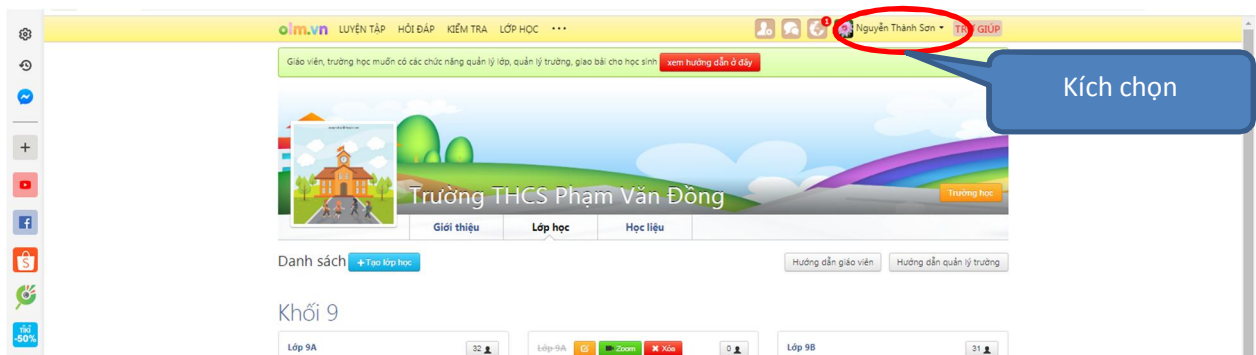 olm.vn LUYỆN TẬP HỎI ĐÁP KIỂM TRA LỚP HỌC ••• 1 Nguyễn Thành Sơn TRỢ GIÚP
Giáo viên, trường học muốn có các chức năng quản lý lớp, quản lý trường, giao bài cho học sinh xem hướng dẫn ở đây
Kích chọn
Trường THCS Phạm Văn Đồng
Trường học
Giới thiệu Lớp học Học liệu
Danh sách +Tạo lớp học Hướng dẫn giáo viên Hướng dẫn quản lý trường
Khối 9
Lớp 9A 32 Lớp 9A Zoom Xóa 0 Lớp 9B 31
TIKI
-50%